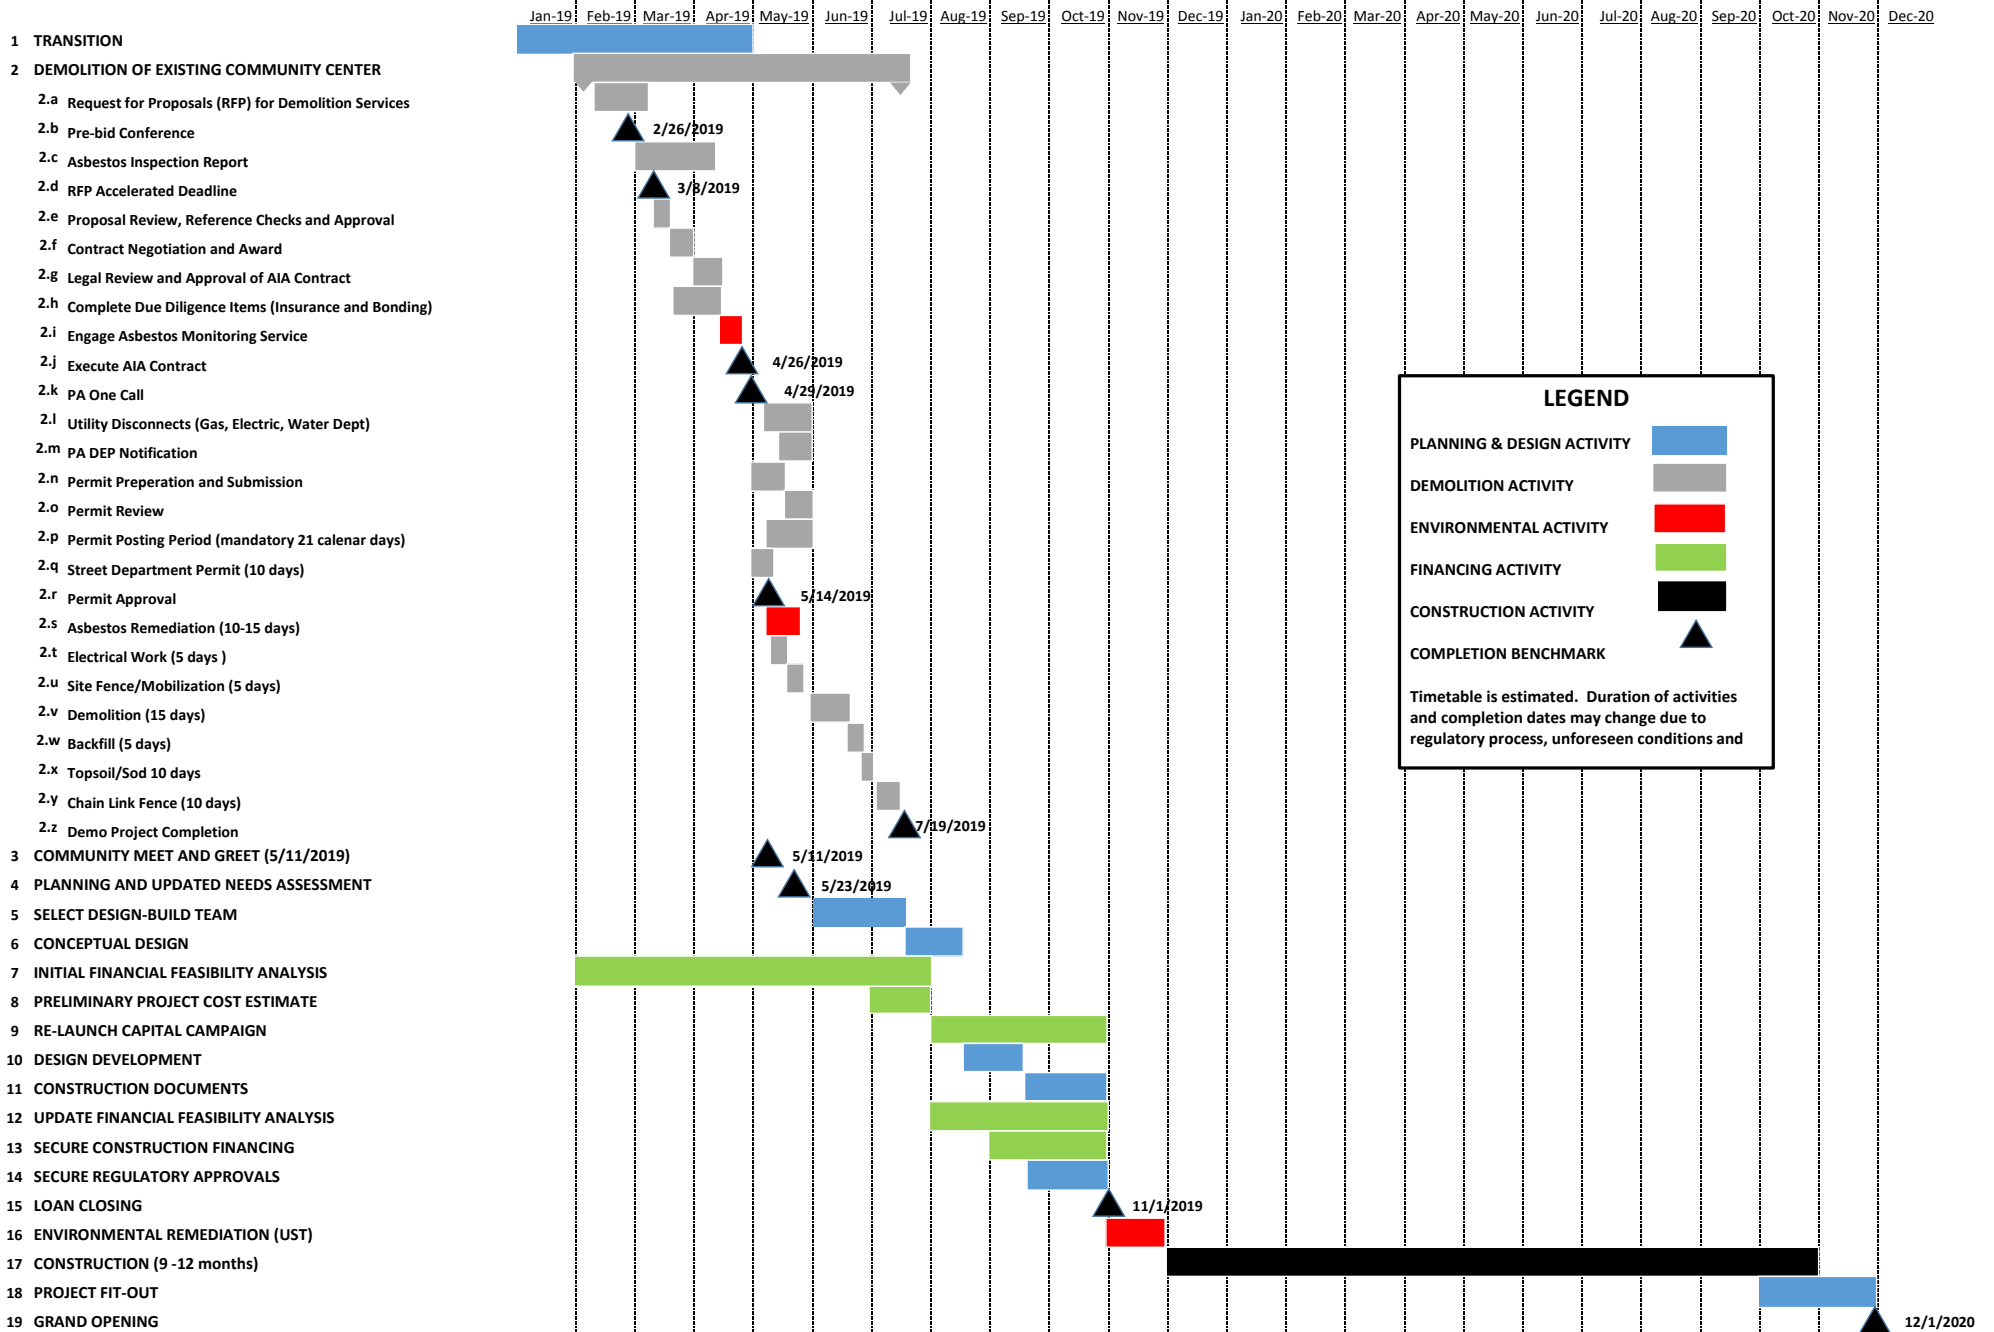 Jan-19 Feb-19 Mar-19 Apr-19 May-19 Jun-19 Jul-19 Aug-19 Sep-19 Oct-19 Nov-19 Dec-19 Jan-20 Feb-20 Mar-20 Apr-20 May-20 Jun-20 Jul-20 Aug-20 Sep-20 Oct-20 Nov-20 Dec-20
1 TRANSITION
2 DEMOLITION OF EXISTING COMMUNITY CENTER
2.a Request for Proposals (RFP) for Demolition Services
2.b Pre-bid Conference 2/26/2019
2.c Asbestos Inspection Report
2.d RFP Accelerated Deadline 3/8/2019
2.e Proposal Review, Reference Checks and Approval
2.f Contract Negotiation and Award
2.g Legal Review and Approval of AIA Contract
2.h Complete Due Diligence Items (Insurance and Bonding)
2.i Engage Asbestos Monitoring Service
2.j Execute AIA Contract 4/26/2019
2.k PA One Call 4/29/2019
2.l Utility Disconnects (Gas, Electric, Water Dept)
2.m PA DEP Notification
2.n Permit Preperation and Submission
2.o Permit Review
2.p Permit Posting Period (mandatory 21 calenar days)
2.q Street Department Permit (10 days)
2.r Permit Approval 5/14/2019
2.s Asbestos Remediation (10-15 days)
2.t Electrical Work (5 days )
2.u Site Fence/Mobilization (5 days)
2.v Demolition (15 days)
2.w Backfill (5 days)
2.x Topsoil/Sod 10 days
2.y Chain Link Fence (10 days)
2.z Demo Project Completion 7/19/2019
3 COMMUNITY MEET AND GREET (5/11/2019) 5/11/2019
4 PLANNING AND UPDATED NEEDS ASSESSMENT 5/23/2019
5 SELECT DESIGN-BUILD TEAM
6 CONCEPTUAL DESIGN
7 INITIAL FINANCIAL FEASIBILITY ANALYSIS
8 PRELIMINARY PROJECT COST ESTIMATE
9 RE-LAUNCH CAPITAL CAMPAIGN
10 DESIGN DEVELOPMENT
11 CONSTRUCTION DOCUMENTS
12 UPDATE FINANCIAL FEASIBILITY ANALYSIS
13 SECURE CONSTRUCTION FINANCING
14 SECURE REGULATORY APPROVALS
15 LOAN CLOSING 11/1/2019
16 ENVIRONMENTAL REMEDIATION (UST)
17 CONSTRUCTION (9 -12 months)
18 PROJECT FIT-OUT
19 GRAND OPENING 12/1/2020
LEGEND
PLANNING & DESIGN ACTIVITY
DEMOLITION ACTIVITY
ENVIRONMENTAL ACTIVITY
FINANCING ACTIVITY
CONSTRUCTION ACTIVITY
COMPLETION BENCHMARK
Timetable is estimated. Duration of activities
and completion dates may change due to
regulatory process, unforeseen conditions and